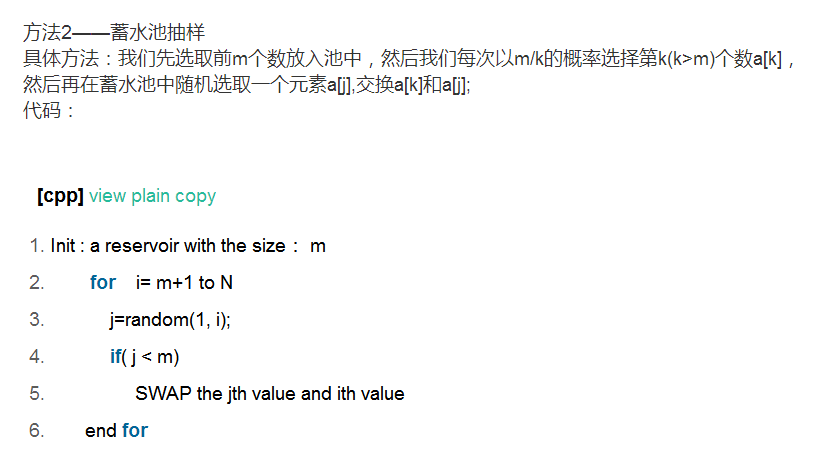 方法2——蓄水池抽样
具体方法：我们先选取前m个数放入池中，然后我们每次以m/k的概率选择第k(k>m)个数a[k]，
然后再在蓄水池中随机选取一个元素a[j],交换a[k]和a[j];
代码：
[cpp] view plain copy
1. Init : a reservoir with the size： m
2. for i= m+1 to N
3. j=random(1, i);
4. if( j < m)
5. SWAP the jth value and ith value
6. end for